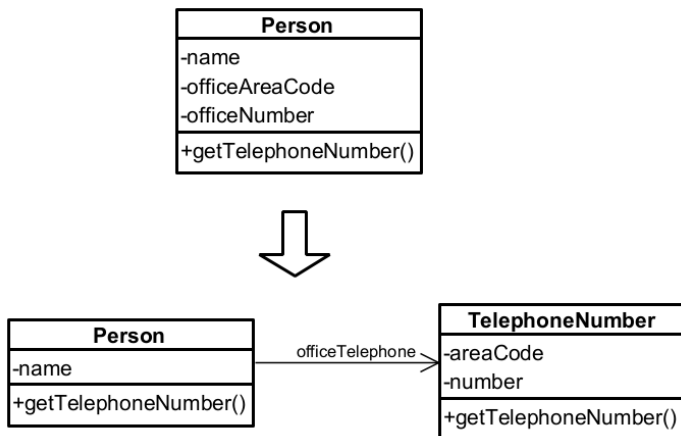 Person
-name
-officeAreaCode
-officeNumber
+getTelephoneNumber()
Person
-name
+getTelephoneNumber()
officeTelephone
TelephoneNumber
-areaCode
-number
+getTelephoneNumber()